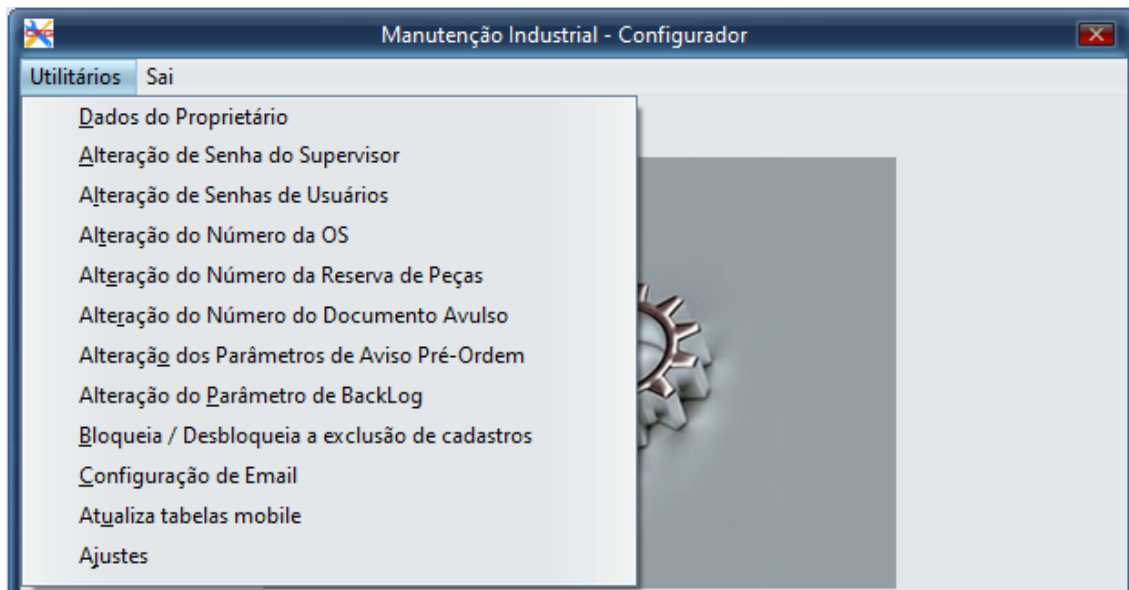 Manutenção Industrial - Configurador
Utilitários Sai
Dados do Proprietário
Alteração de Senha do Supervisor
Alteração de Senhas de Usuários
Alteração do Número da OS
Alteração do Número da Reserva de Peças
Alteração do Número do Documento Avulso
Alteração dos Parâmetros de Aviso Pré-Ordem
Alteração do Parâmetro de BackLog
Bloqueia / Desbloqueia a exclusão de cadastros
Configuração de Email
Atualiza tabelas mobile
Ajustes